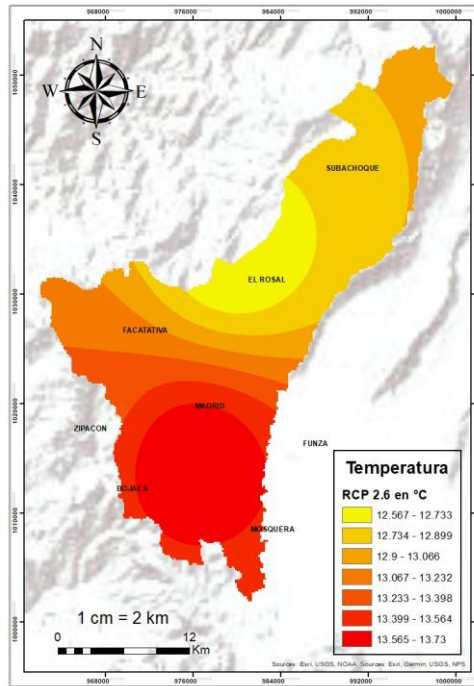 968000 976000 984000 992000 1000000
N
W E
S
1050000
1040000
1030000
1020000
1010000
1000000
SUBACHOQUE
EL ROSAL
FACATATIVA
MADRID
ZIPACON
FUNZA
BOJACA
MOSQUERA
Temperatura
RCP 2.6 en °C
12.567 - 12.733
12.734 - 12.899
12.9 - 13.066
13.067 - 13.232
13.233 - 13.398
13.399 - 13.564
13.565 - 13.73
1 cm = 2 km
0 12
Km
Sources: Esri, USGS, NOAA, Sources: Esri, Garmin, USGS, NPS
968000 976000 984000 992000 1000000